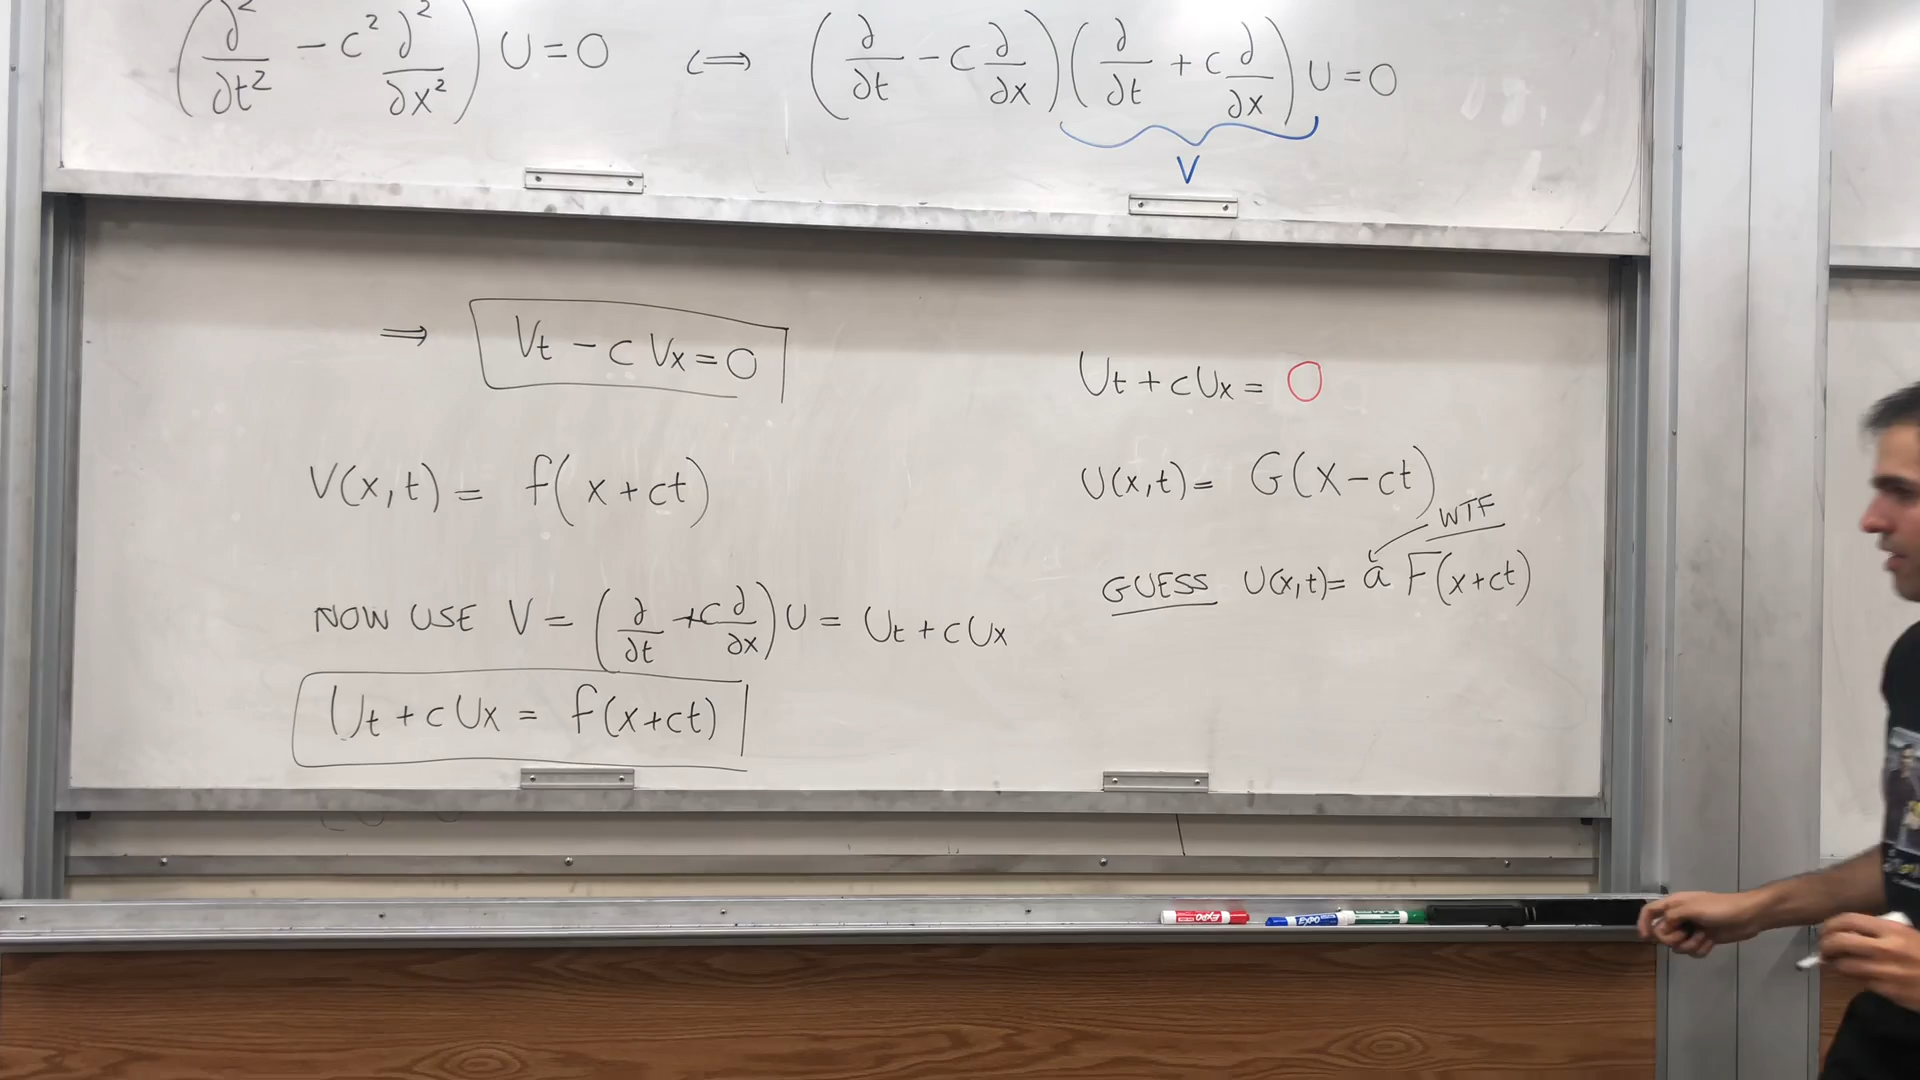 (∂²/∂t² - c² ∂²/∂x²) U = 0 ⟺ (∂/∂t - c ∂/∂x)(∂/∂t + c ∂/∂x) U = 0
V
⟹ Vt - c Vx = 0
V(x,t) = f(x+ct)
NOW USE V = (∂/∂t + c ∂/∂x) U = Ut + c Ux
Ut + c Ux = f(x+ct)
Ut + c Ux = 0
U(x,t) = G(x-ct)
WTF
GUESS U(x,t) = a F(x+ct)
EXPO
EXPO